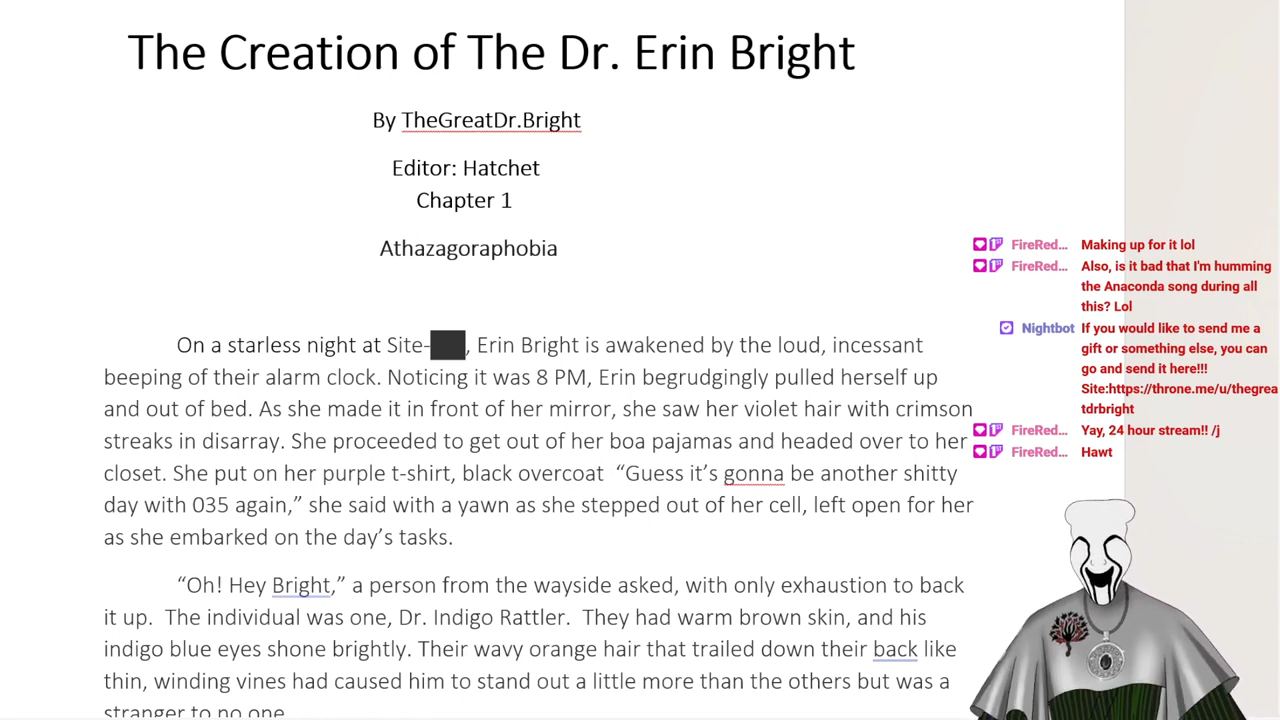 The Creation of The Dr. Erin Bright
By TheGreatDr.Bright
Editor: Hatchet
Chapter 1
Athazagoraphobia
On a starless night at Site- , Erin Bright is awakened by the loud, incessant
beeping of their alarm clock. Noticing it was 8 PM, Erin begrudgingly pulled herself up
and out of bed. As she made it in front of her mirror, she saw her violet hair with crimson
streaks in disarray. She proceeded to get out of her boa pajamas and headed over to her
closet. She put on her purple t-shirt, black overcoat “Guess it’s gonna be another shitty
day with 035 again,” she said with a yawn as she stepped out of her cell, left open for her
as she embarked on the day’s tasks.
“Oh! Hey Bright,” a person from the wayside asked, with only exhaustion to back
it up. The individual was one, Dr. Indigo Rattler. They had warm brown skin, and his
indigo blue eyes shone brightly. Their wavy orange hair that trailed down their back like
thin, winding vines had caused him to stand out a little more than the others but was a
stranger to no one
FireRed... Making up for it lol
FireRed... Also, is it bad that I'm humming
the Anaconda song during all
this? Lol
Nightbot If you would like to send me a
gift or something else, you can
go and send it here!!!
Site:https://throne.me/u/thegrea
tdrbright
FireRed... Yay, 24 hour stream!! /j
FireRed... Hawt